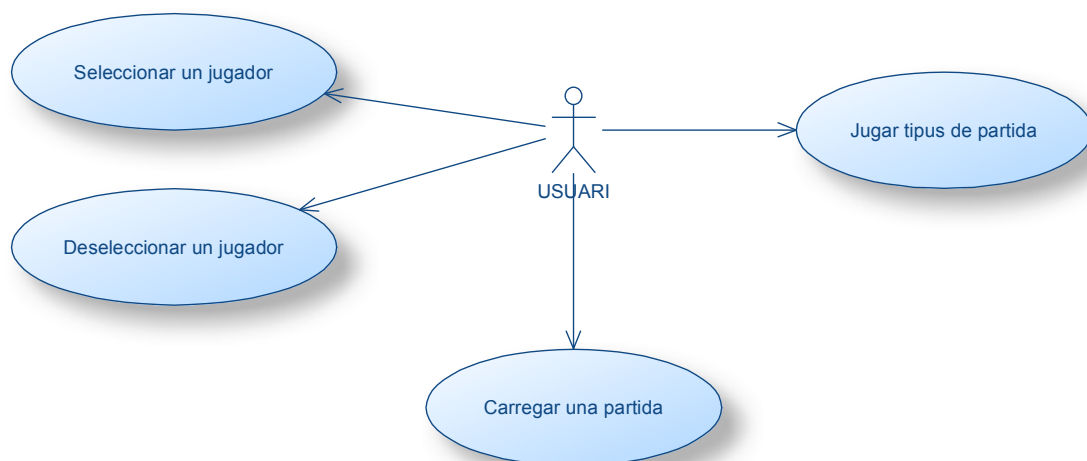 Seleccionar un jugador
Jugar tipus de partida
USUARI
Deseleccionar un jugador
Carregar una partida